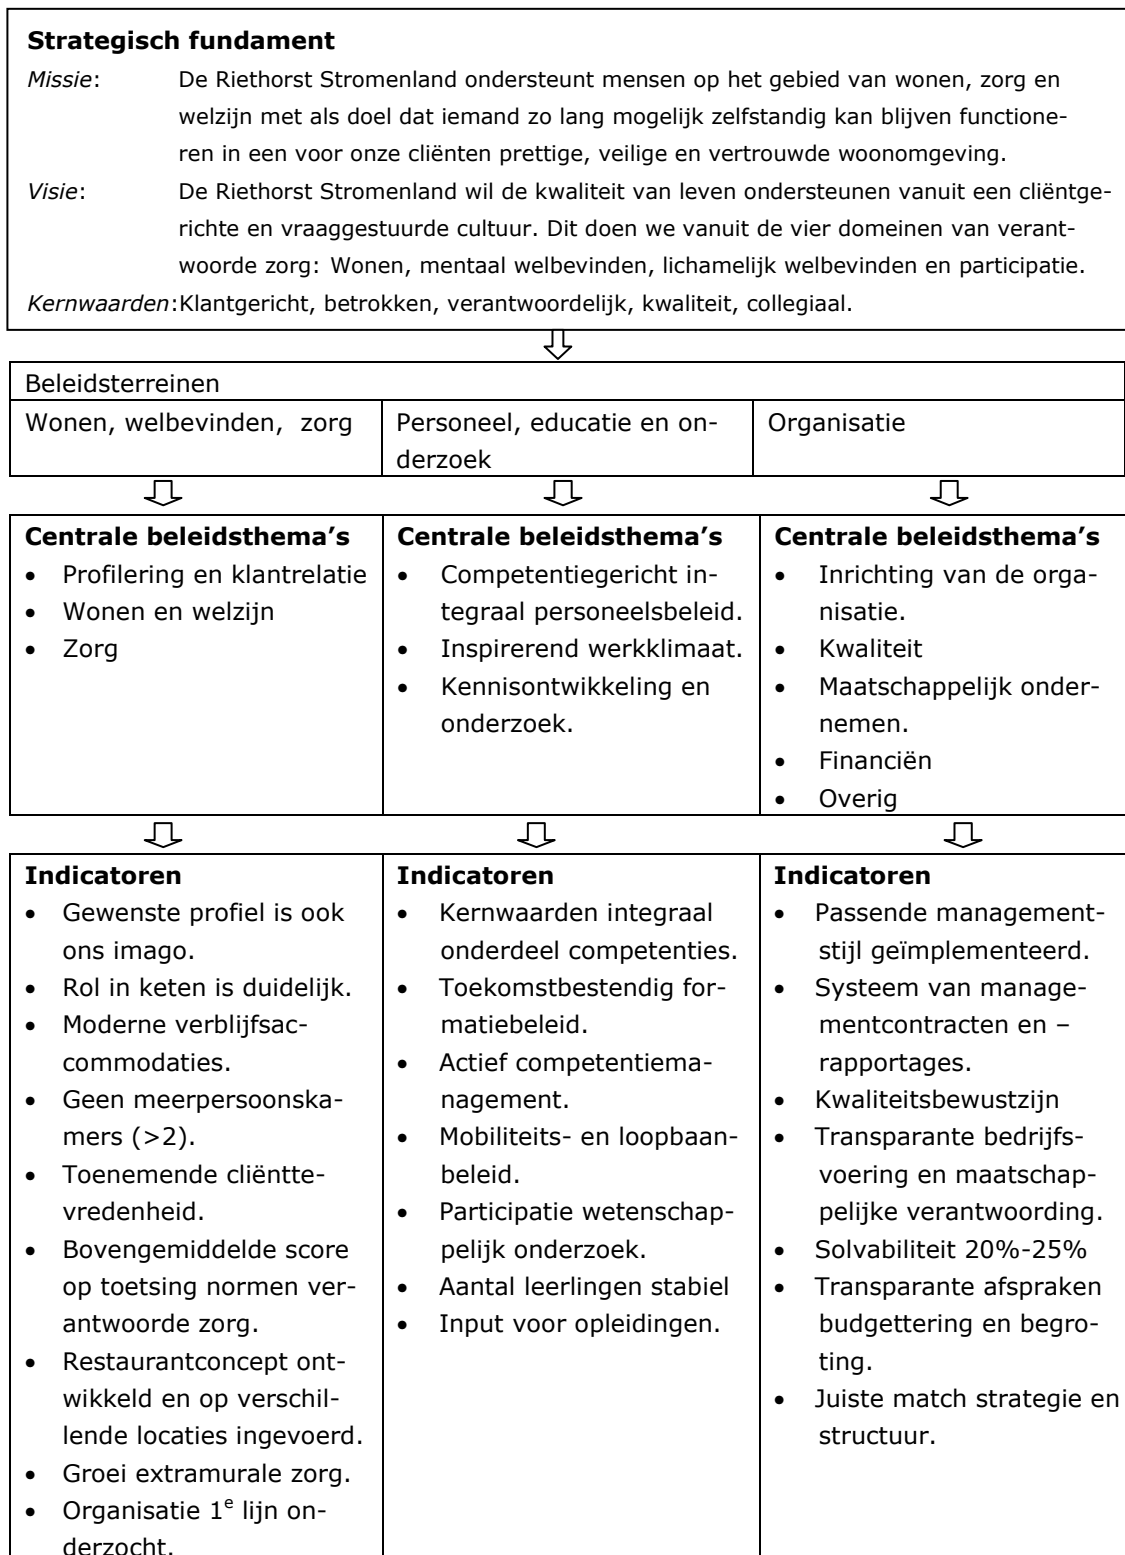 Strategisch fundament
Missie: De Riethorst Stromenland ondersteunt mensen op het gebied van wonen, zorg en
welzijn met als doel dat iemand zo lang mogelijk zelfstandig kan blijven functione-
ren in een voor onze cliënten prettige, veilige en vertrouwde woonomgeving.
Visie: De Riethorst Stromenland wil de kwaliteit van leven ondersteunen vanuit een cliëntge-
richte en vraaggestuurde cultuur. Dit doen we vanuit de vier domeinen van verant-
woorde zorg: Wonen, mentaal welbevinden, lichamelijk welbevinden en participatie.
Kernwaarden:Klantgericht, betrokken, verantwoordelijk, kwaliteit, collegiaal.
Beleidsterreinen
Wonen, welbevinden, zorg
Personeel, educatie en on-
derzoek
Organisatie
Centrale beleidsthema's
• Profilering en klantrelatie
• Wonen en welzijn
• Zorg
Centrale beleidsthema's
• Competentiegericht in-
tegraal personeelsbeleid.
• Inspirerend werkklimaat.
• Kennisontwikkeling en
onderzoek.
Centrale beleidsthema's
• Inrichting van de orga-
nisatie.
• Kwaliteit
• Maatschappelijk onder-
nemen.
• Financiën
• Overig
Indicatoren
• Gewenste profiel is ook
ons imago.
• Rol in keten is duidelijk.
• Moderne verblijfsac-
commodaties.
• Geen meerpersoonska-
mers (>2).
• Toenemende cliëntte-
vredenheid.
• Bovengemiddelde score
op toetsing normen ver-
antwoorde zorg.
• Restaurantconcept ont-
wikkeld en op verschil-
lende locaties ingevoerd.
• Groei extramurale zorg.
• Organisatie 1e lijn on-
derzocht.
Indicatoren
• Kernwaarden integraal
onderdeel competenties.
• Toekomstbestendig for-
matiebeleid.
• Actief competentiema-
nagement.
• Mobiliteits- en loopbaan-
beleid.
• Participatie wetenschap-
pelijk onderzoek.
• Aantal leerlingen stabiel
• Input voor opleidingen.
Indicatoren
• Passende management-
stijl geïmplementeerd.
• Systeem van manage-
mentcontracten en –
rapportages.
• Kwaliteitsbewustzijn
• Transparante bedrijfs-
voering en maatschap-
pelijke verantwoording.
• Solvabiliteit 20%-25%
• Transparante afspraken
budgettering en begro-
ting.
• Juiste match strategie en
structuur.